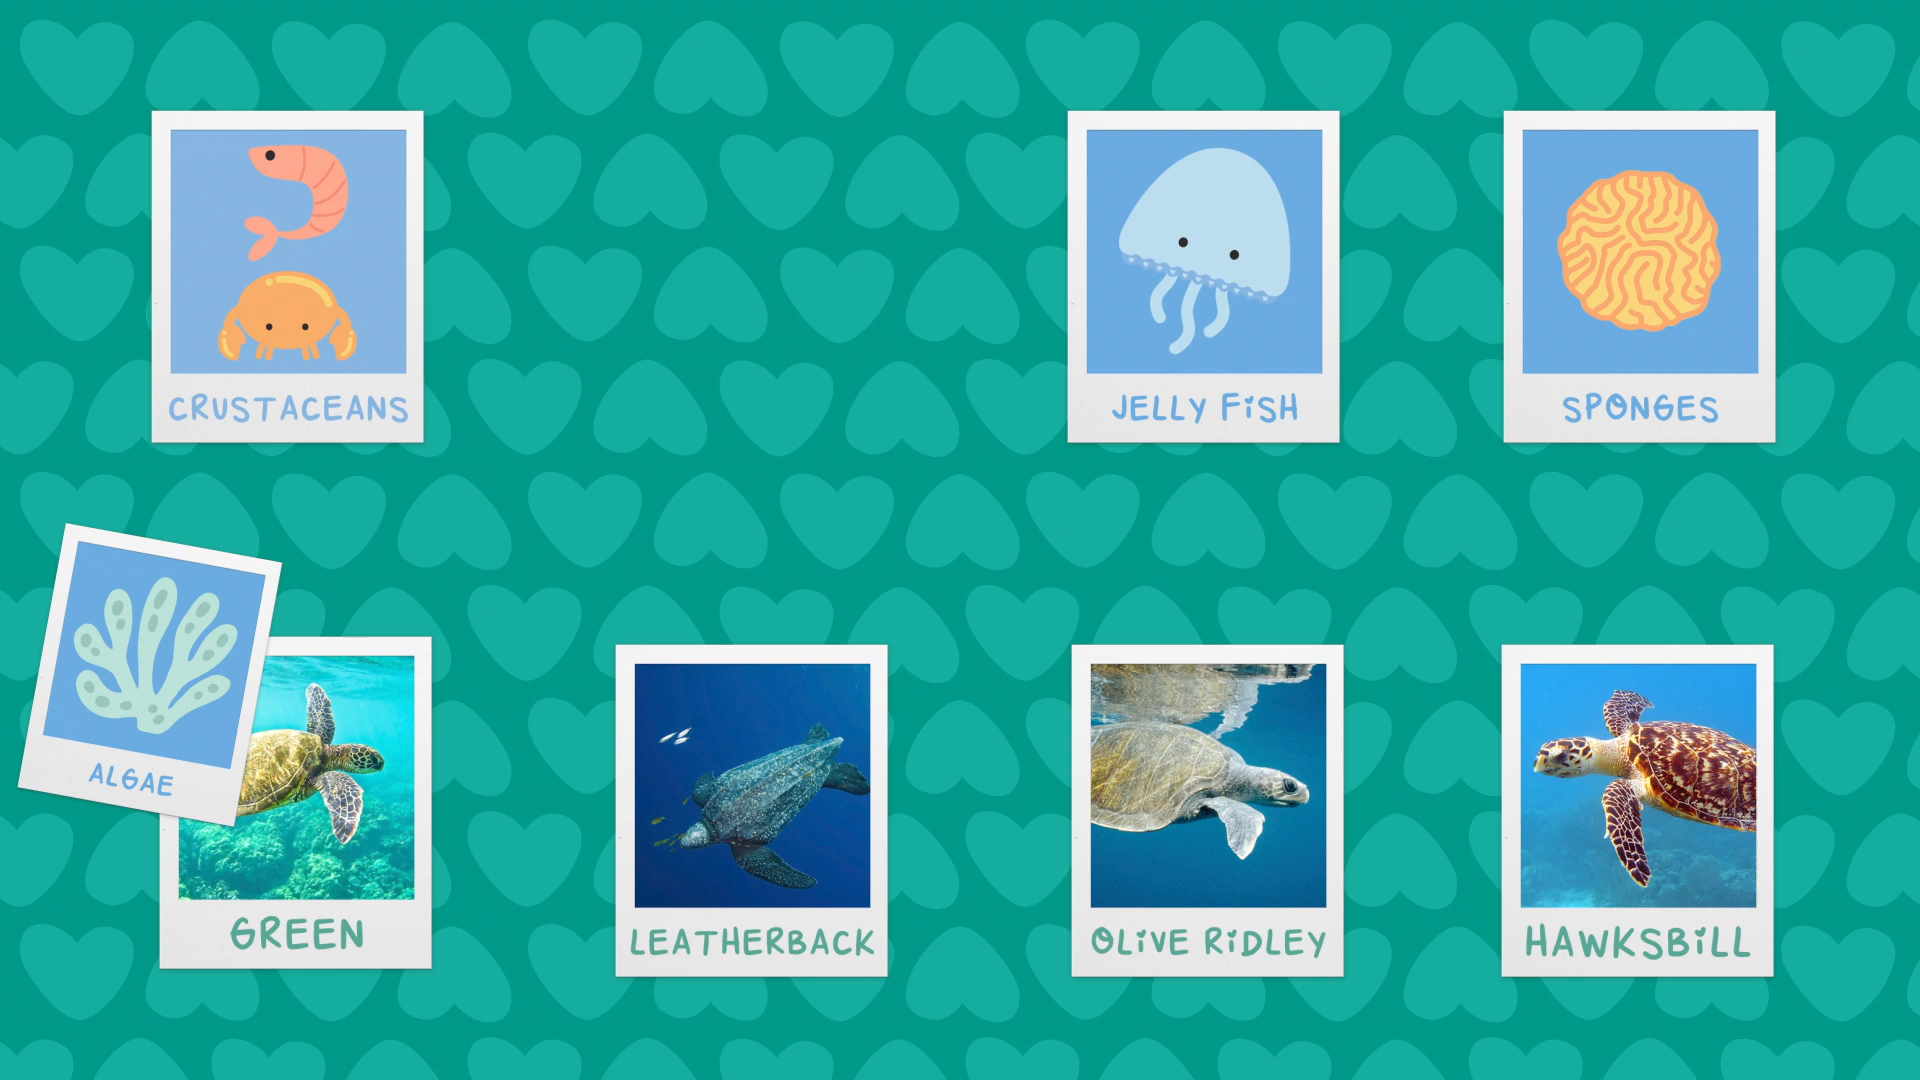 CRUSTACEANS
JELLY FiSH
SPONGES
ALGAE
GREEN
LEATHERBACK
OLiVE RiDLEY
HAWKSBiLL